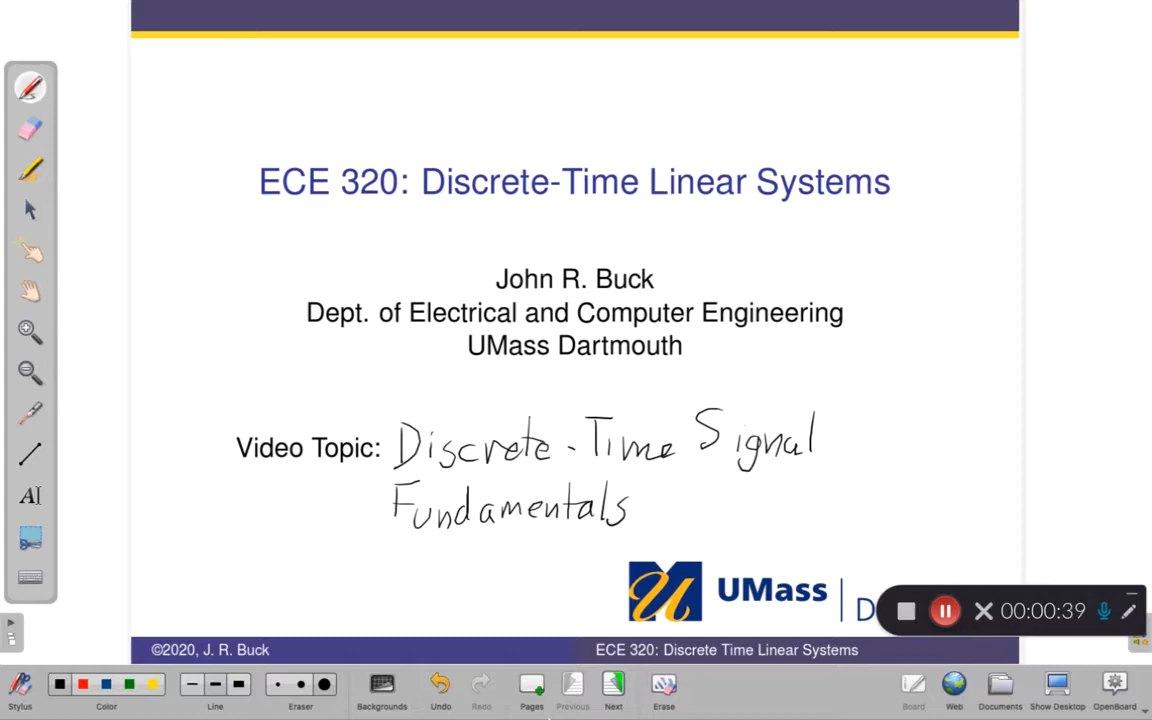 ECE 320: Discrete-Time Linear Systems
John R. Buck
Dept. of Electrical and Computer Engineering
UMass Dartmouth
Video Topic: Discrete-Time Signal
Fundamentals
UMass | D
00:00:39
©2020, J. R. Buck ECE 320: Discrete Time Linear Systems
Stylus Color Line Eraser Backgrounds Undo Redo Pages Previous Next Erase Board Web Documents Show Desktop OpenBoard